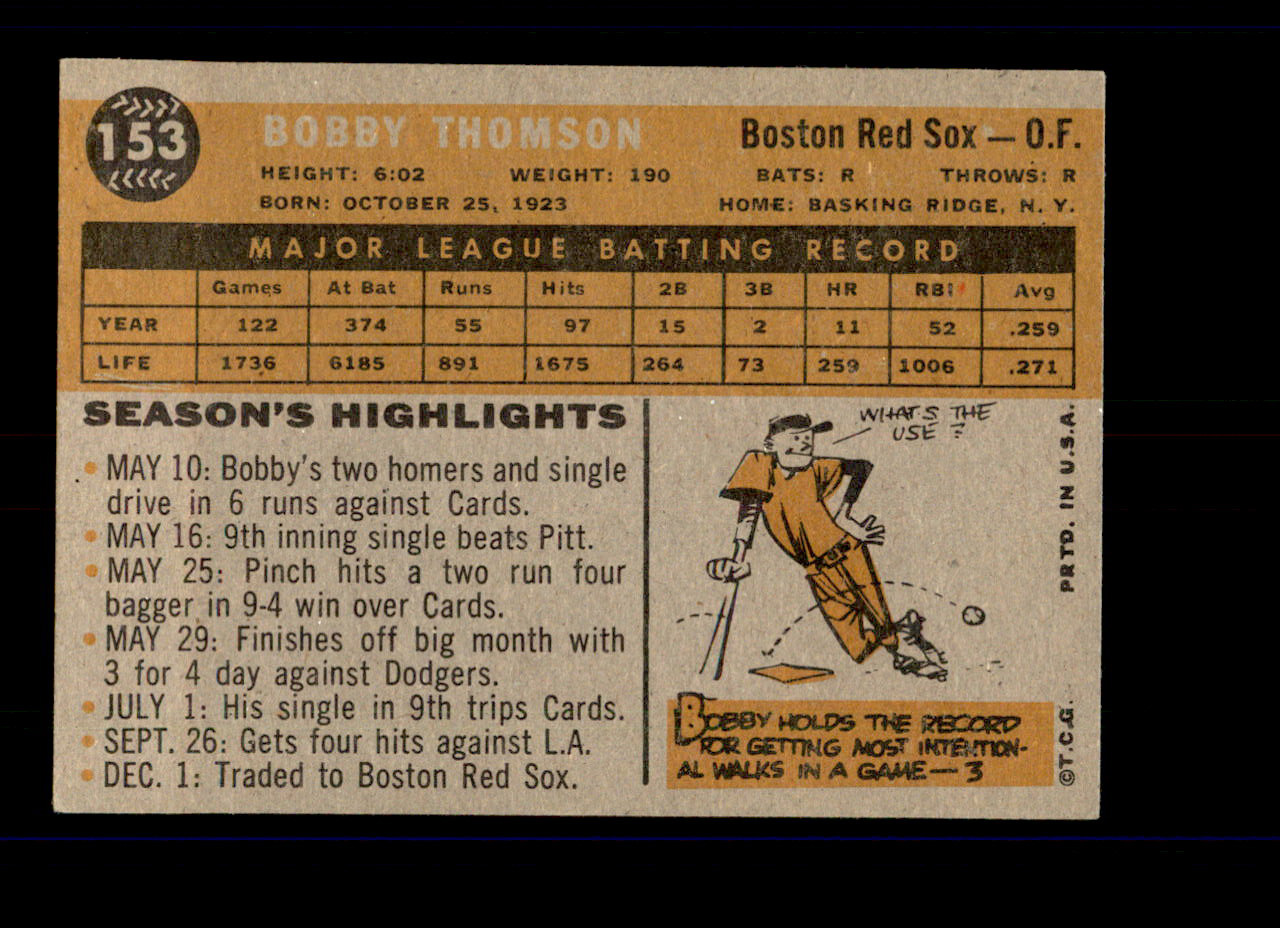 153
BOBBY THOMSON
Boston Red Sox — O.F.
HEIGHT: 6:02 WEIGHT: 190 BATS: R THROWS: R
BORN: OCTOBER 25, 1923 HOME: BASKING RIDGE, N. Y.
MAJOR LEAGUE BATTING RECORD
Games At Bat Runs Hits 2B 3B HR RBI Avg
YEAR 122 374 55 97 15 2 11 52 .259
LIFE 1736 6185 891 1675 264 73 259 1006 .271
SEASON'S HIGHLIGHTS
• MAY 10: Bobby's two homers and single
drive in 6 runs against Cards.
• MAY 16: 9th inning single beats Pitt.
• MAY 25: Pinch hits a two run four
bagger in 9-4 win over Cards.
• MAY 29: Finishes off big month with
3 for 4 day against Dodgers.
• JULY 1: His single in 9th trips Cards.
• SEPT. 26: Gets four hits against L.A.
• DEC. 1: Traded to Boston Red Sox.
WHAT'S THE
USE?
BOBBY HOLDS THE RECORD
FOR GETTING MOST INTENTION-
AL WALKS IN A GAME — 3
©T.C.G. PRTD. IN U.S.A.